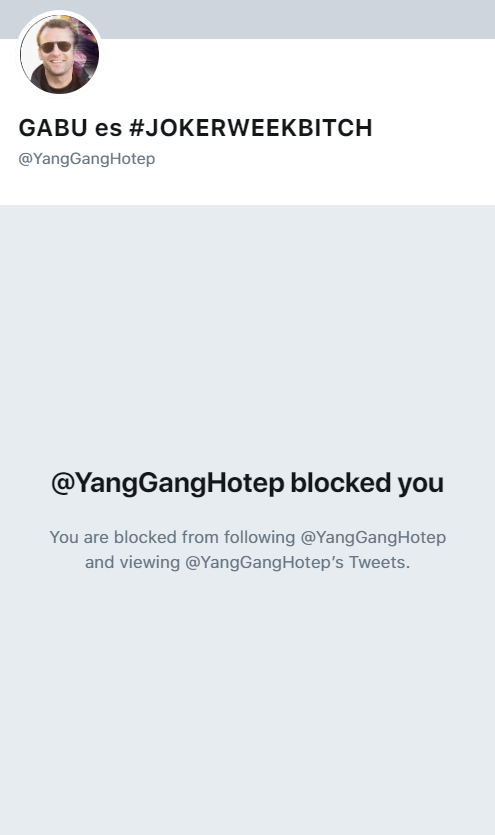 GABU es #JOKERWEEKBITCH
@YangGangHotep
@YangGangHotep blocked you
You are blocked from following @YangGangHotep
and viewing @YangGangHotep’s Tweets.